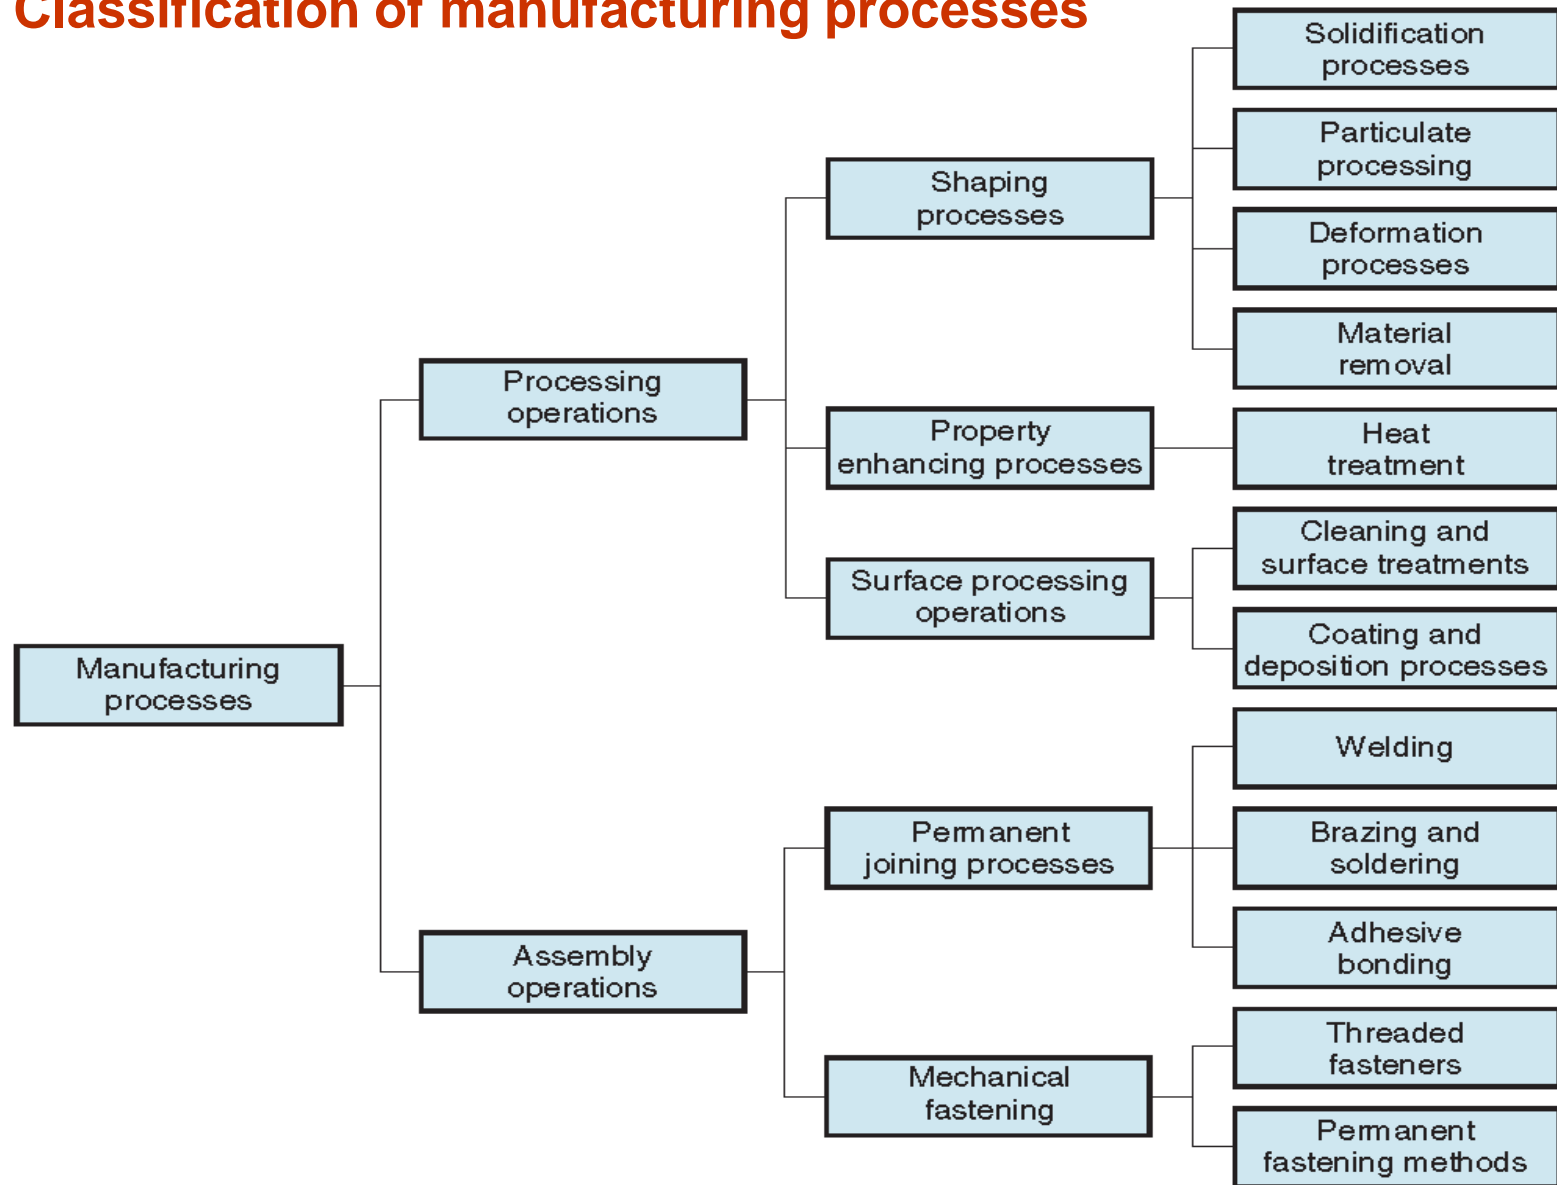 Classification of manufacturing processes
Solidification
processes
Particulate
processing
Shaping
processes
Deformation
processes
Material
removal
Processing
operations
Property
enhancing processes
Heat
treatment
Cleaning and
surface treatments
Surface processing
operations
Coating and
deposition processes
Manufacturing
processes
Welding
Permanent
joining processes
Brazing and
soldering
Adhesive
bonding
Assembly
operations
Threaded
fasteners
Mechanical
fastening
Permanent
fastening methods